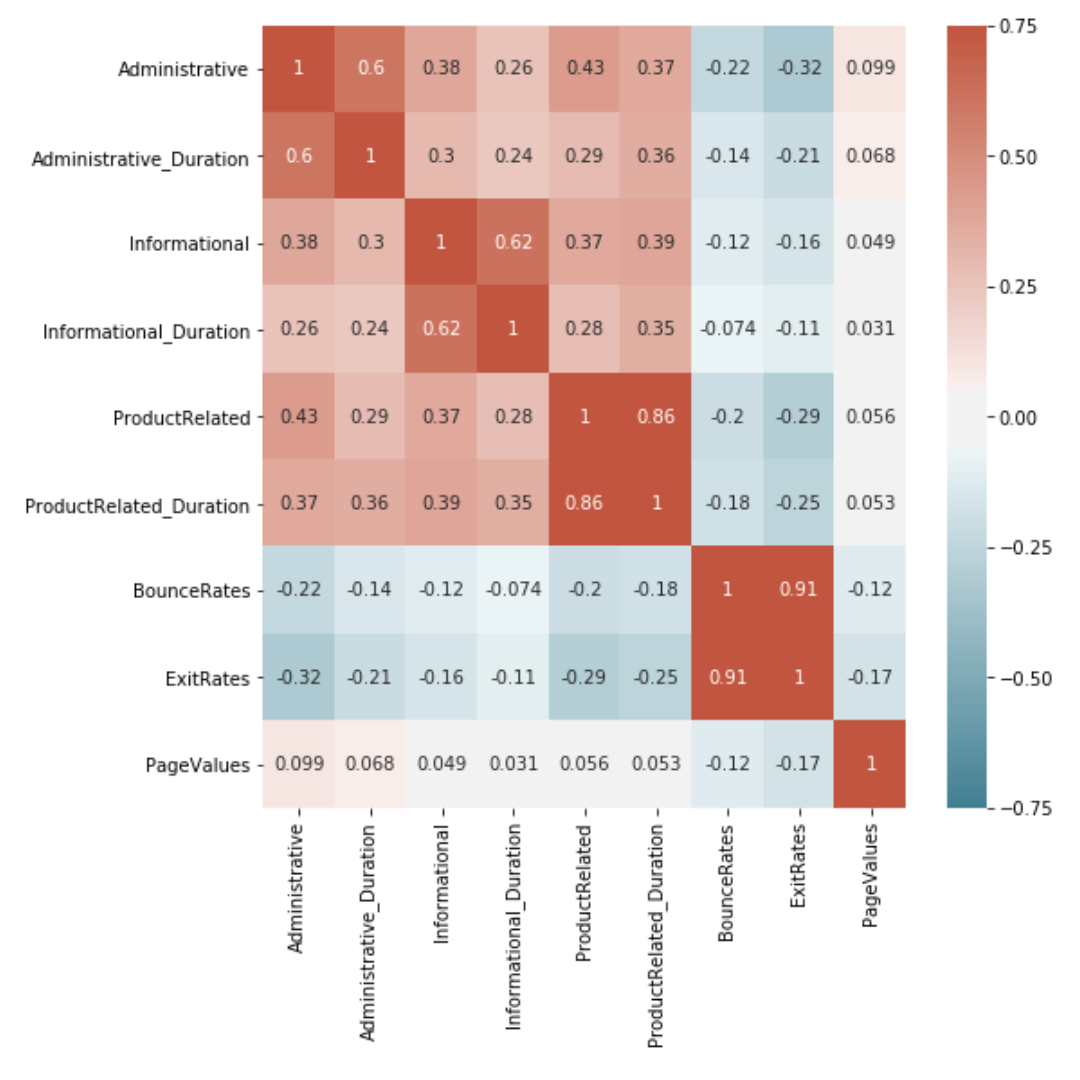 Administrative 1 0.6 0.38 0.26 0.43 0.37 -0.22 -0.32 0.099
Administrative_Duration 0.6 1 0.3 0.24 0.29 0.36 -0.14 -0.21 0.068
Informational 0.38 0.3 1 0.62 0.37 0.39 -0.12 -0.16 0.049
Informational_Duration 0.26 0.24 0.62 1 0.28 0.35 -0.074 -0.11 0.031
ProductRelated 0.43 0.29 0.37 0.28 1 0.86 -0.2 -0.29 0.056
ProductRelated_Duration 0.37 0.36 0.39 0.35 0.86 1 -0.18 -0.25 0.053
BounceRates -0.22 -0.14 -0.12 -0.074 -0.2 -0.18 1 0.91 -0.12
ExitRates -0.32 -0.21 -0.16 -0.11 -0.29 -0.25 0.91 1 -0.17
PageValues 0.099 0.068 0.049 0.031 0.056 0.053 -0.12 -0.17 1
Administrative
Administrative_Duration
Informational
Informational_Duration
ProductRelated
ProductRelated_Duration
BounceRates
ExitRates
PageValues
0.75
0.50
0.25
0.00
−0.25
−0.50
−0.75